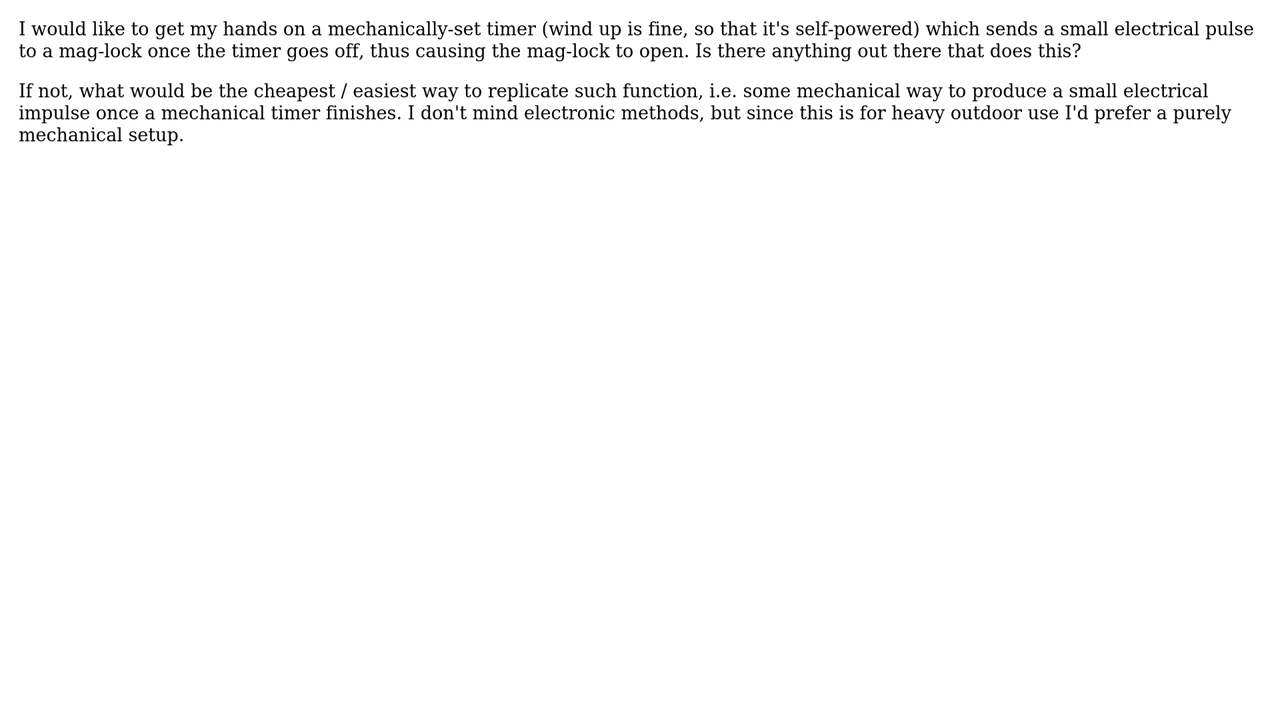 I would like to get my hands on a mechanically-set timer (wind up is fine, so that it's self-powered) which sends a small electrical pulse
to a mag-lock once the timer goes off, thus causing the mag-lock to open. Is there anything out there that does this?
If not, what would be the cheapest / easiest way to replicate such function, i.e. some mechanical way to produce a small electrical
impulse once a mechanical timer finishes. I don't mind electronic methods, but since this is for heavy outdoor use I'd prefer a purely
mechanical setup.